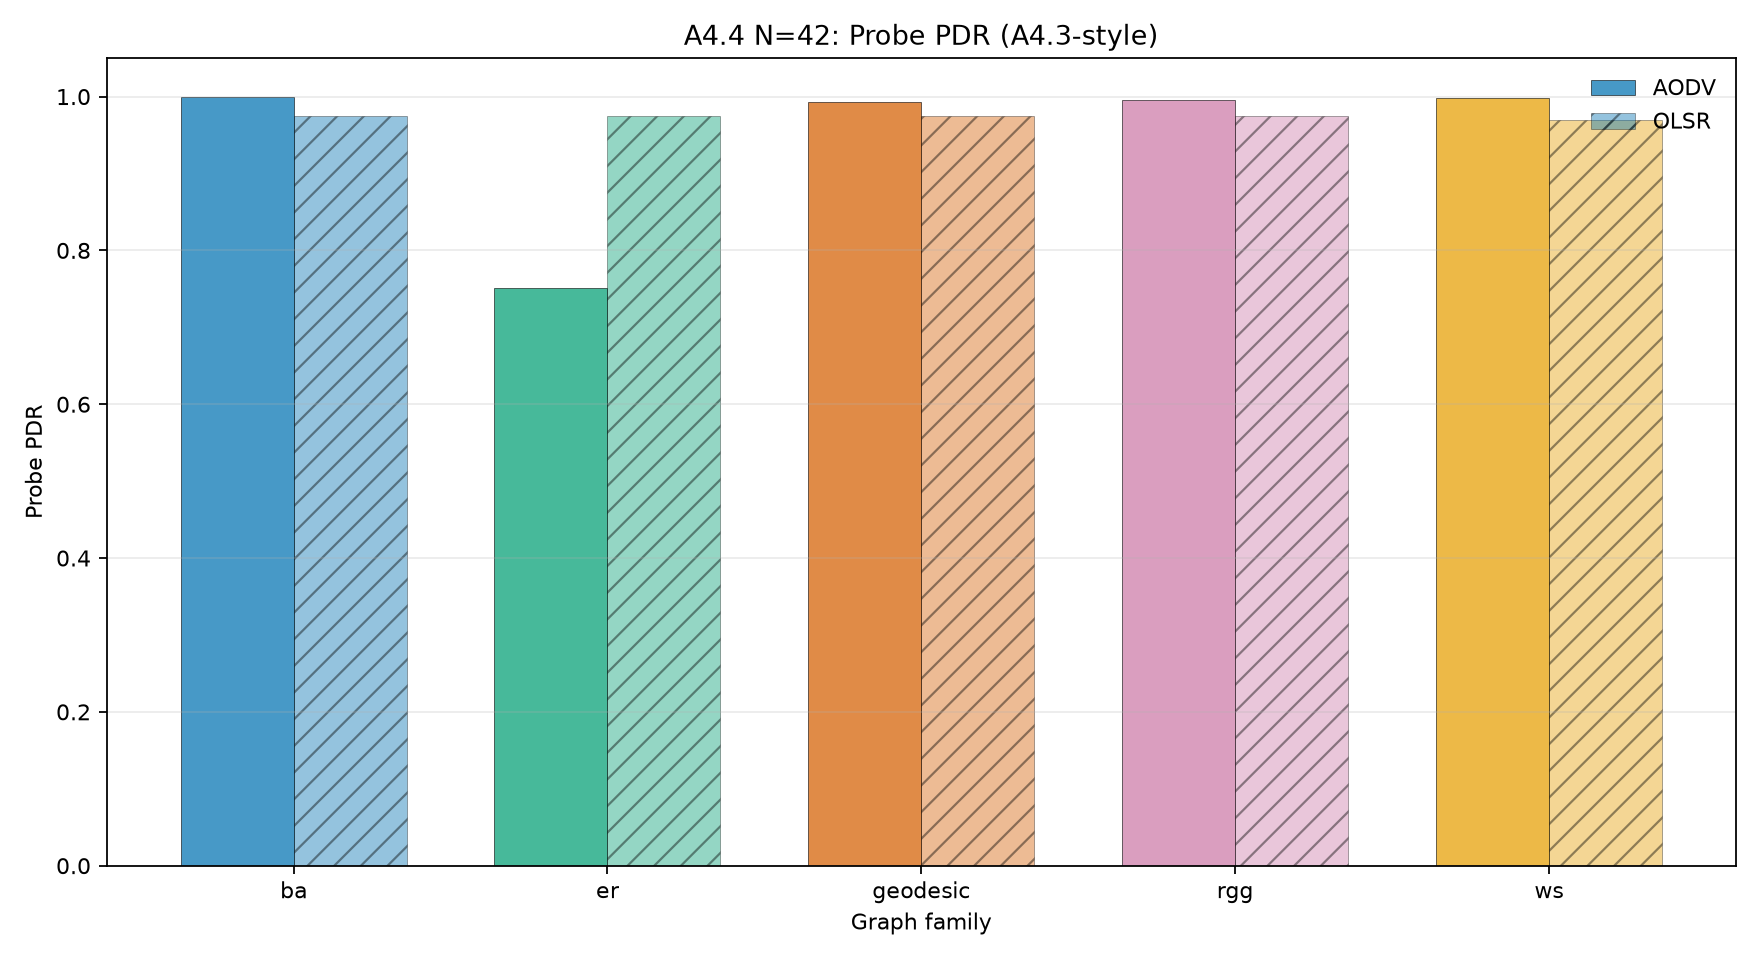 A4.4 N=42: Probe PDR (A4.3-style)
AODV
OLSR
Probe PDR
1.0
0.8
0.6
0.4
0.2
0.0
ba er geodesic rgg ws
Graph family